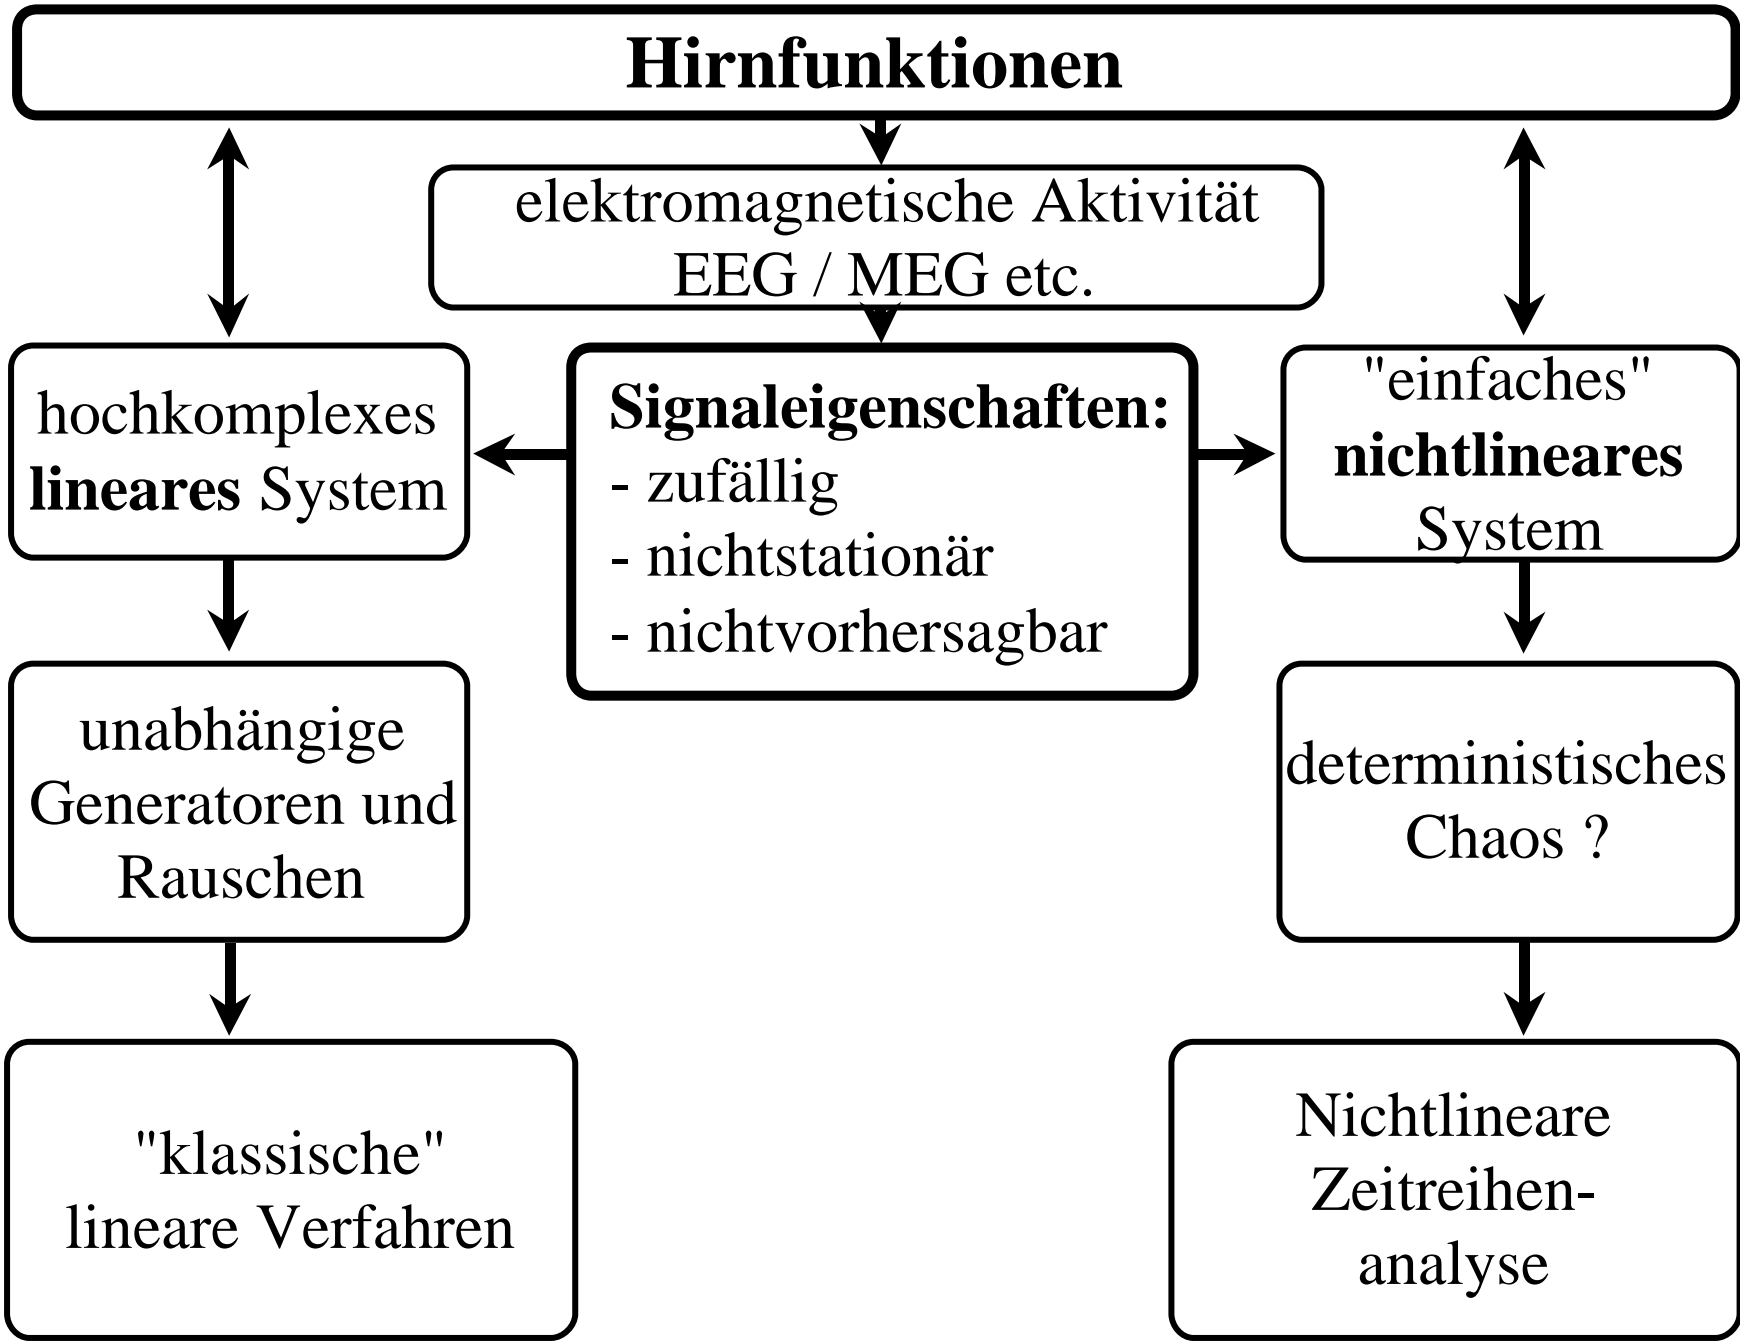 Hirnfunktionen
elektromagnetische Aktivität
EEG / MEG etc.
hochkomplexes
lineares System
Signaleigenschaften:
- zufällig
- nichtstationär
- nichtvorhersagbar
"einfaches"
nichtlineares
System
unabhängige
Generatoren und
Rauschen
deterministisches
Chaos ?
"klassische"
lineare Verfahren
Nichtlineare
Zeitreihen-
analyse